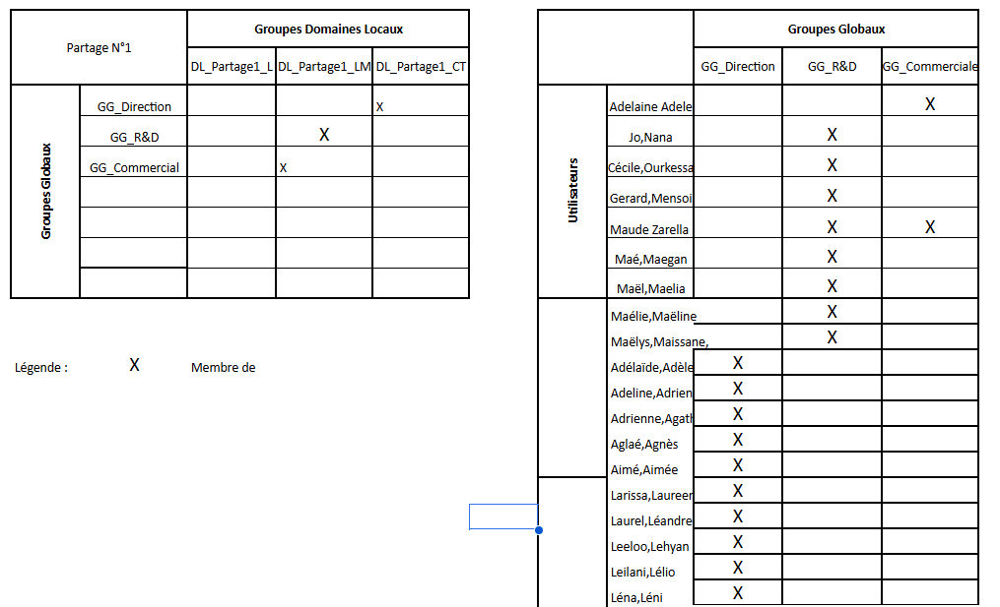 Partage N°1
Groupes Domaines Locaux
DL_Partage1_L DL_Partage1_LM DL_Partage1_CT
Groupes Globaux
GG_Direction X
GG_R&D X
GG_Commercial X
Légende : X Membre de
Groupes Globaux
GG_Direction GG_R&D GG_Commerciale
Utilisateurs
Adelaine Adele X
Jo,Nana X
Cécile,Ourkessa X
Gerard,Mensoi X
Maude Zarella X X
Maé,Maegan X
Maël,Maelia X
Maélie,Maëline X
Maëlys,Maissane, X
Adélaïde,Adèle X
Adeline,Adrien X
Adrienne,Agath X
Aglaé,Agnès X
Aimé,Aimée X
Larissa,Laureen X
Laurel,Léandre X
Leeloo,Lehyan X
Leilani,Lélio X
Léna,Léni X